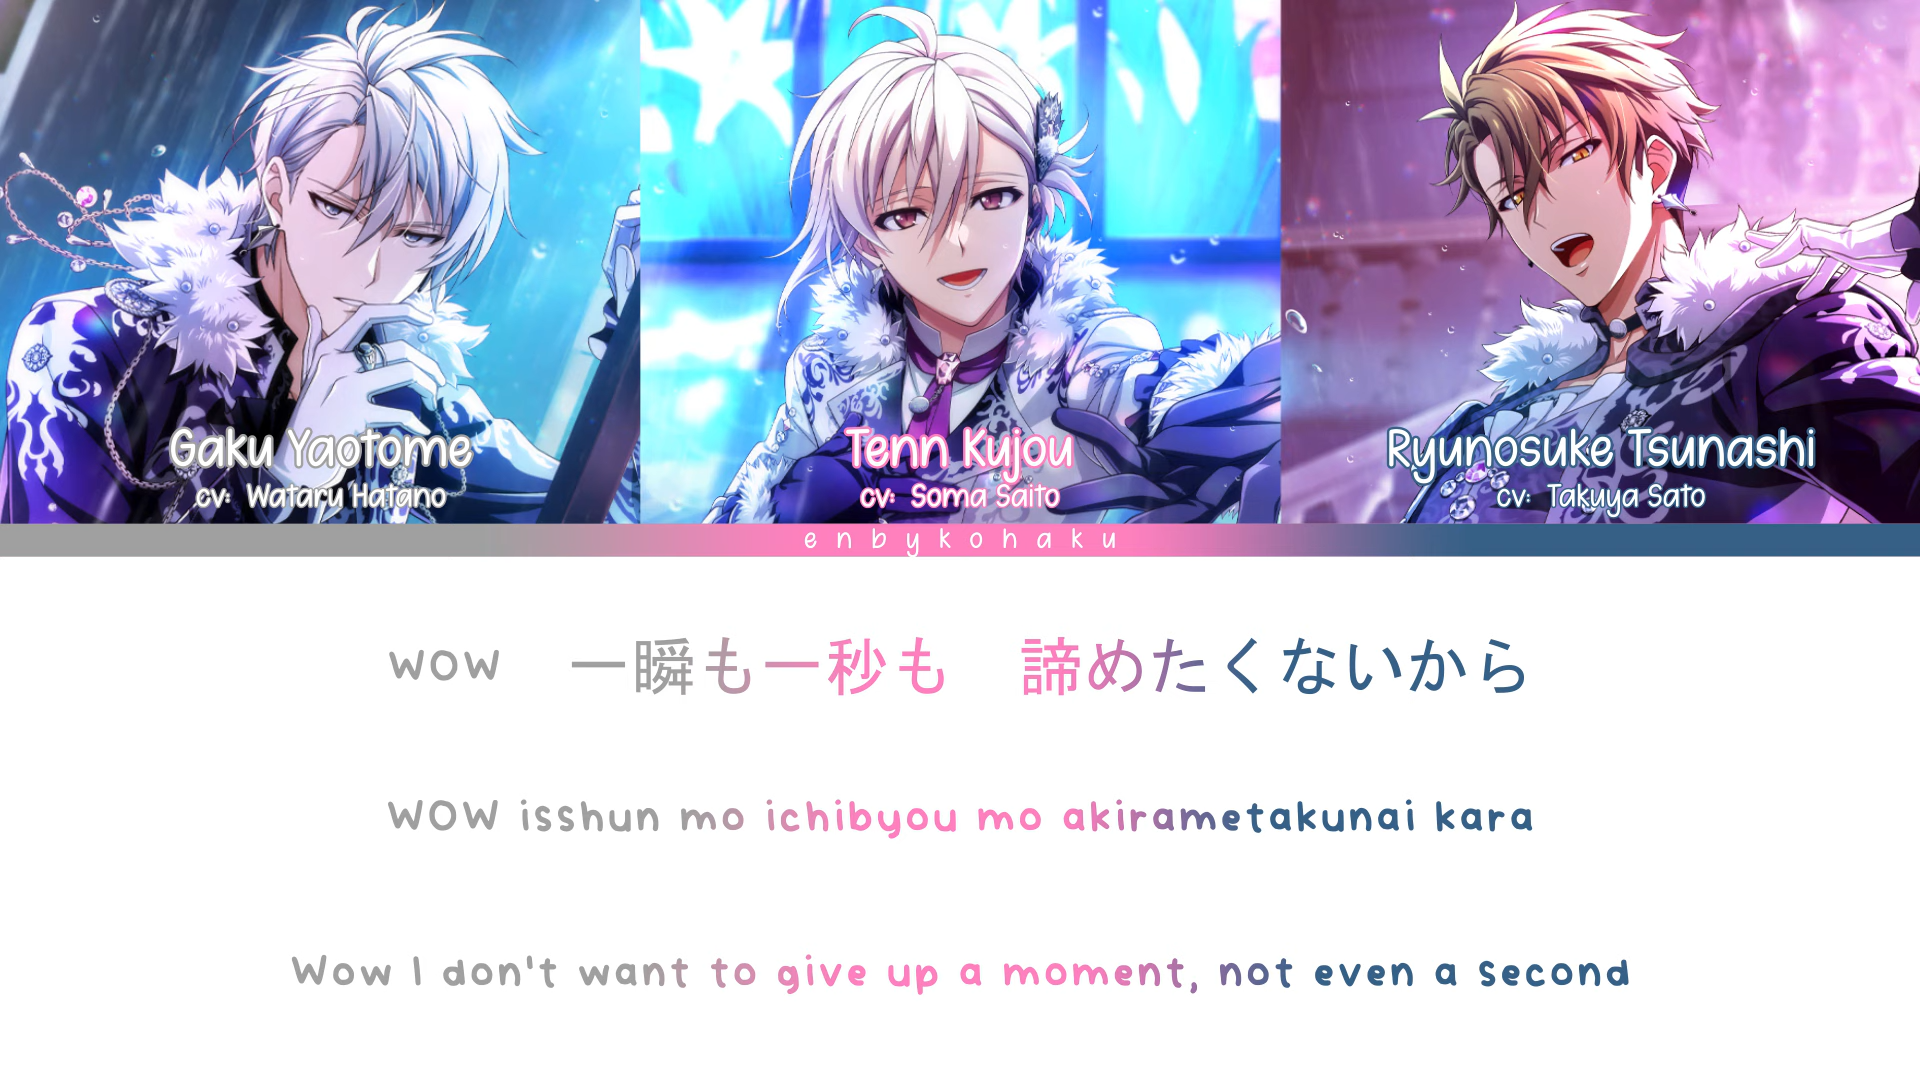 Gaku Yaotome
cv: Wataru Hatano
Tenn Kujou
cv: Soma Saito
Ryunosuke Tsunashi
cv: Takuya Sato
enbykohaku
WOW 一瞬も一秒も 諦めたくないから
WOW isshun mo ichibyou mo akirametakunai kara
Wow I don't want to give up a moment, not even a second